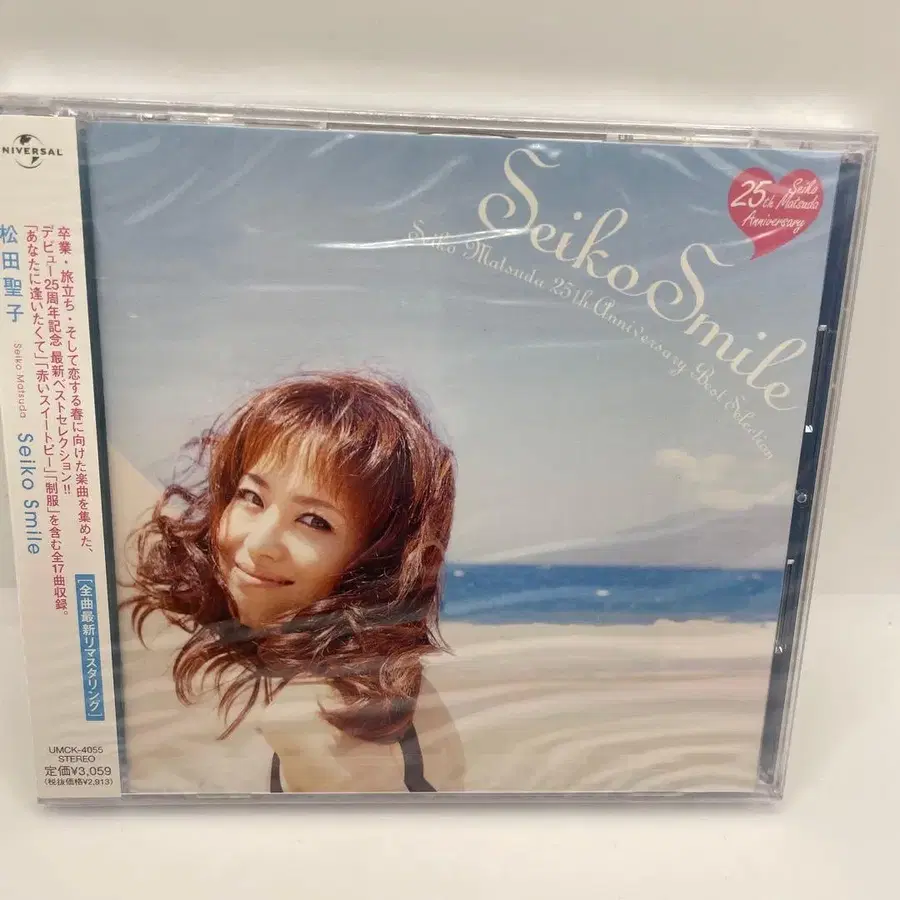 NIVERSAL
松田聖子 Seiko Matsuda Seiko Smile
卒業・旅立ち・そして恋する春に向けた楽曲を集めた、
デビュー25周年記念 最新ベストセレクション!!
「あなたに逢いたくて」「赤いスイートピー」「制服」を含む全17曲収録。
[全曲最新リマスタリング]
UMCK-4055
STEREO
定価¥3,059
(税抜価格¥2,913)
Seiko Smile
Seiko Matsuda 25th Anniversary Best Selection
25th
Seiko
Matsuda
Anniversary